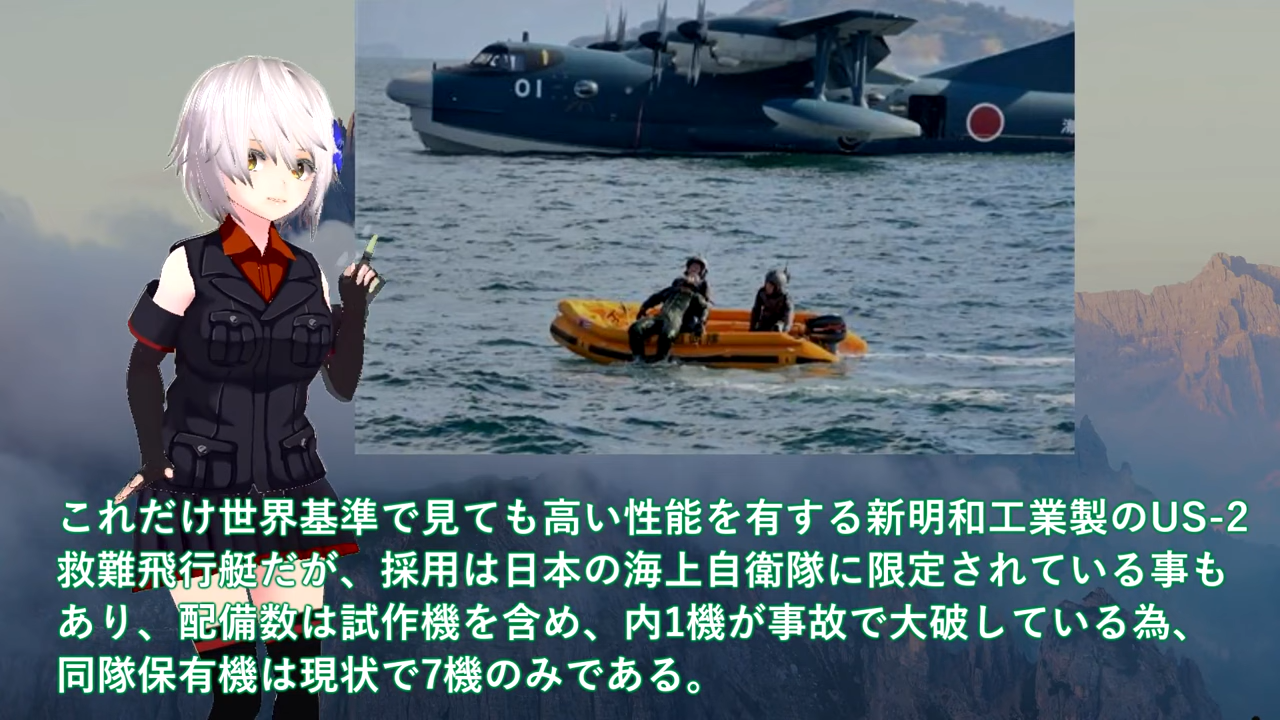 01
これだけ世界基準で見ても高い性能を有する新明和工業製のUS-2
救難飛行艇だが、採用は日本の海上自衛隊に限定されている事も
あり、配備数は試作機を含め、内1機が事故で大破している為、
同隊保有機は現状で7機のみである。